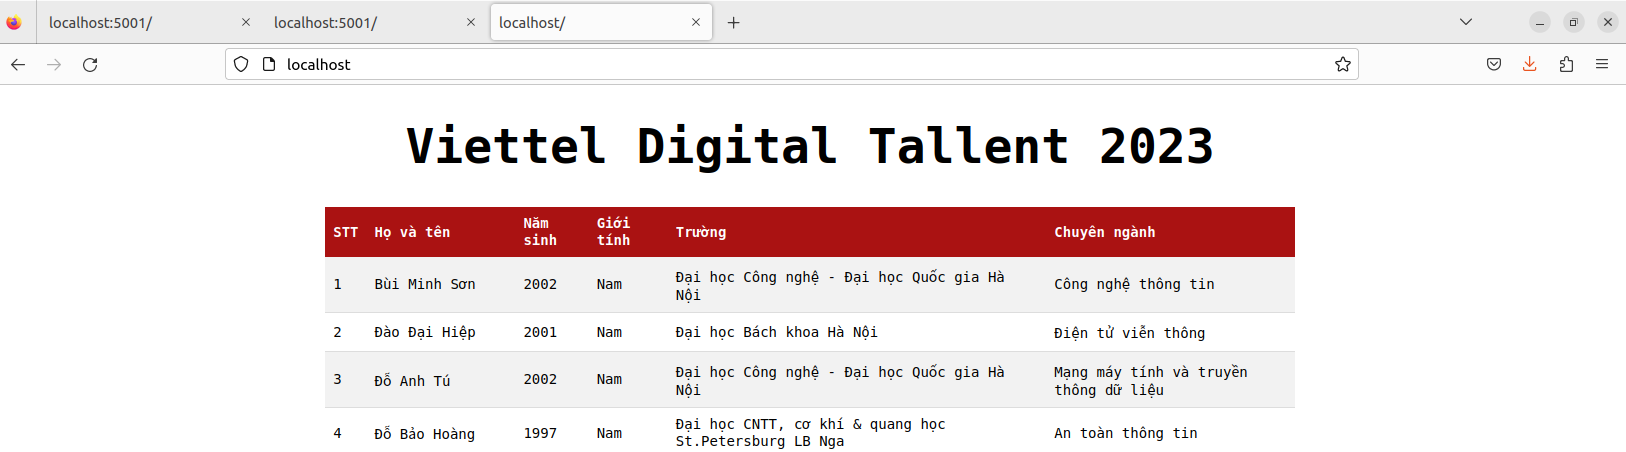 localhost:5001/
localhost:5001/
localhost/
localhost
Viettel Digital Tallent 2023
STT Họ và tên Năm sinh Giới tính Trường Chuyên ngành
1 Bùi Minh Sơn 2002 Nam Đại học Công nghệ - Đại học Quốc gia Hà Nội Công nghệ thông tin
2 Đào Đại Hiệp 2001 Nam Đại học Bách khoa Hà Nội Điện tử viễn thông
3 Đỗ Anh Tú 2002 Nam Đại học Công nghệ - Đại học Quốc gia Hà Nội Mạng máy tính và truyền thông dữ liệu
4 Đỗ Bảo Hoàng 1997 Nam Đại học CNTT, cơ khí & quang học St.Petersburg LB Nga An toàn thông tin